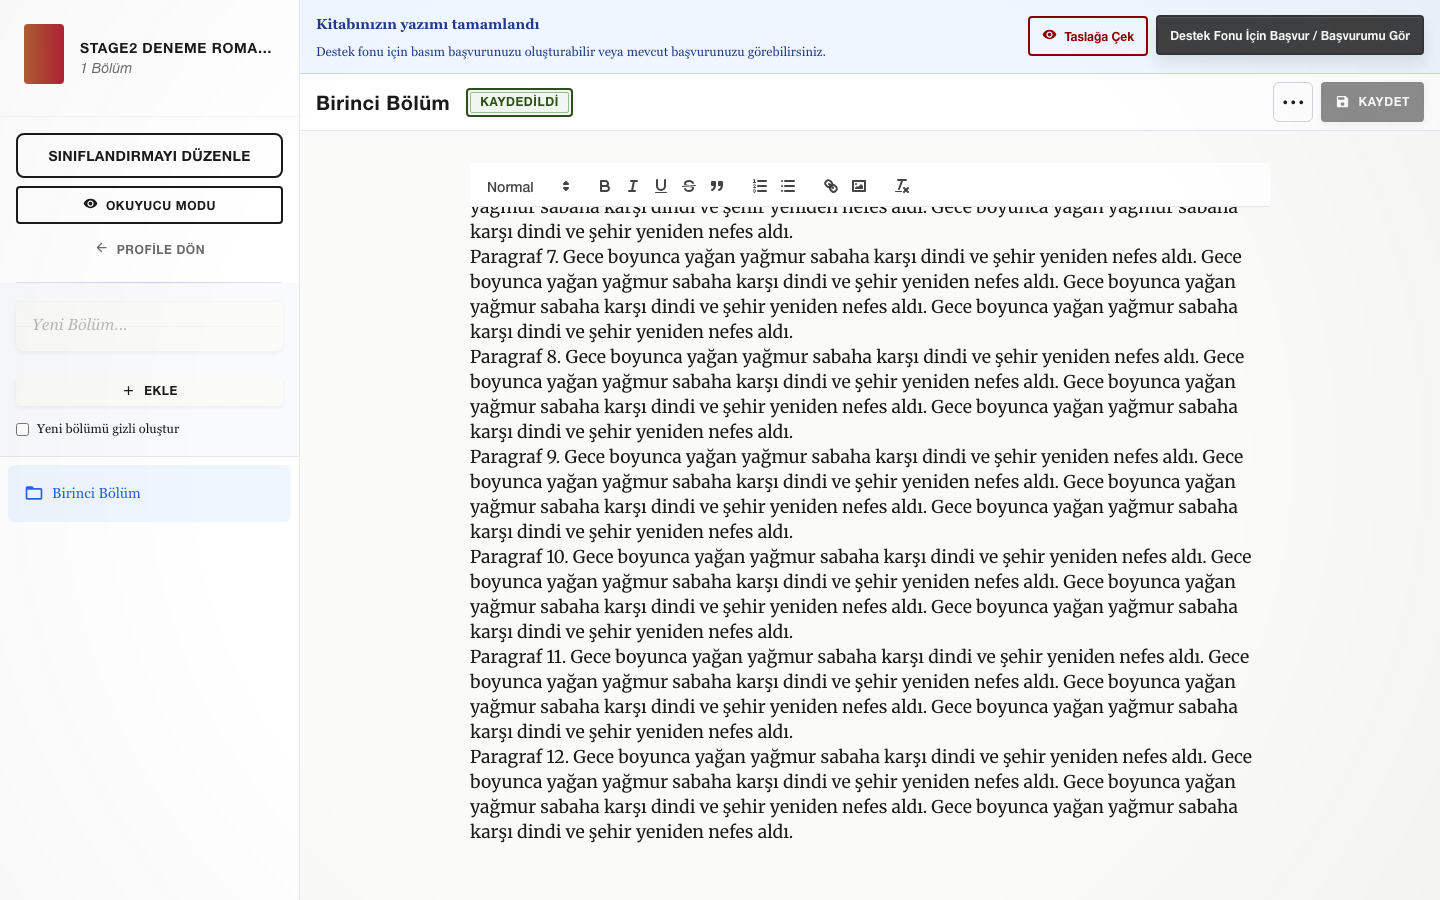 STAGE2 DENEME ROMA...
1 Bölüm
SINIFLANDIRMAYI DÜZENLE
OKUYUCU MODU
PROFİLE DÖN
Yeni Bölüm...
EKLE
Yeni bölümü gizli oluştur
Birinci Bölüm
Kitabınızın yazımı tamamlandı
Destek fonu için basım başvurunuzu oluşturabilir veya mevcut başvurunuzu görebilirsiniz.
Taslağa Çek
Destek Fonu İçin Başvur / Başvurumu Gör
Birinci Bölüm
KAYDEDİLDİ
KAYDET
Normal
yağmur sabaha karşı dindi ve şehir yeniden nefes aldı. Gece boyunca yağan yağmur sabaha
karşı dindi ve şehir yeniden nefes aldı.
Paragraf 7. Gece boyunca yağan yağmur sabaha karşı dindi ve şehir yeniden nefes aldı. Gece
boyunca yağan yağmur sabaha karşı dindi ve şehir yeniden nefes aldı. Gece boyunca yağan
yağmur sabaha karşı dindi ve şehir yeniden nefes aldı. Gece boyunca yağan yağmur sabaha
karşı dindi ve şehir yeniden nefes aldı.
Paragraf 8. Gece boyunca yağan yağmur sabaha karşı dindi ve şehir yeniden nefes aldı. Gece
boyunca yağan yağmur sabaha karşı dindi ve şehir yeniden nefes aldı. Gece boyunca yağan
yağmur sabaha karşı dindi ve şehir yeniden nefes aldı. Gece boyunca yağan yağmur sabaha
karşı dindi ve şehir yeniden nefes aldı.
Paragraf 9. Gece boyunca yağan yağmur sabaha karşı dindi ve şehir yeniden nefes aldı. Gece
boyunca yağan yağmur sabaha karşı dindi ve şehir yeniden nefes aldı. Gece boyunca yağan
yağmur sabaha karşı dindi ve şehir yeniden nefes aldı. Gece boyunca yağan yağmur sabaha
karşı dindi ve şehir yeniden nefes aldı.
Paragraf 10. Gece boyunca yağan yağmur sabaha karşı dindi ve şehir yeniden nefes aldı. Gece
boyunca yağan yağmur sabaha karşı dindi ve şehir yeniden nefes aldı. Gece boyunca yağan
yağmur sabaha karşı dindi ve şehir yeniden nefes aldı. Gece boyunca yağan yağmur sabaha
karşı dindi ve şehir yeniden nefes aldı.
Paragraf 11. Gece boyunca yağan yağmur sabaha karşı dindi ve şehir yeniden nefes aldı. Gece
boyunca yağan yağmur sabaha karşı dindi ve şehir yeniden nefes aldı. Gece boyunca yağan
yağmur sabaha karşı dindi ve şehir yeniden nefes aldı. Gece boyunca yağan yağmur sabaha
karşı dindi ve şehir yeniden nefes aldı.
Paragraf 12. Gece boyunca yağan yağmur sabaha karşı dindi ve şehir yeniden nefes aldı. Gece
boyunca yağan yağmur sabaha karşı dindi ve şehir yeniden nefes aldı. Gece boyunca yağan
yağmur sabaha karşı dindi ve şehir yeniden nefes aldı. Gece boyunca yağan yağmur sabaha
karşı dindi ve şehir yeniden nefes aldı.